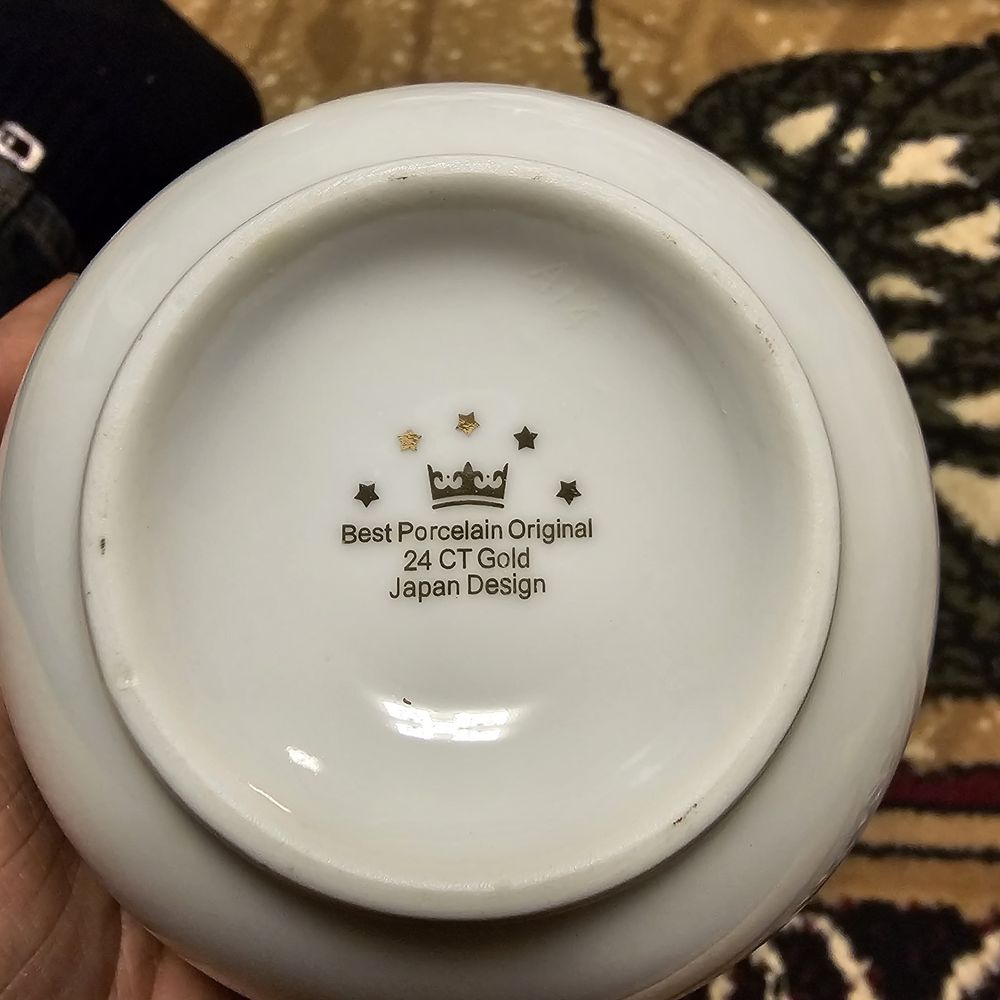 Best Porcelain Original
24 CT Gold
Japan Design